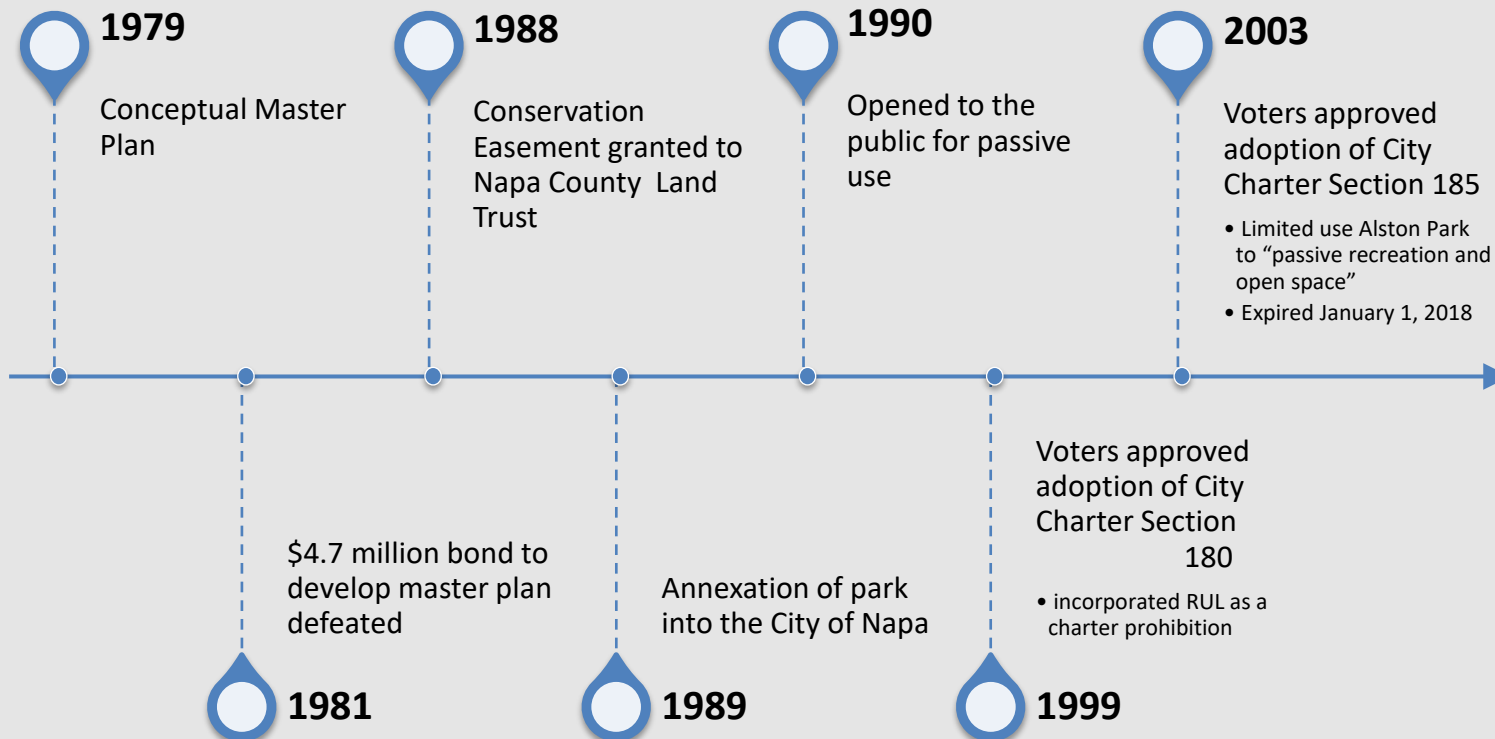 1979
Conceptual Master
Plan
1988
Conservation
Easement granted to
Napa County Land
Trust
1990
Opened to the
public for passive
use
2003
Voters approved
adoption of City
Charter Section 185
• Limited use Alston Park
to “passive recreation and
open space”
• Expired January 1, 2018
$4.7 million bond to
develop master plan
defeated
1981
Annexation of park
into the City of Napa
1989
Voters approved
adoption of City
Charter Section
180
• incorporated RUL as a
charter prohibition
1999